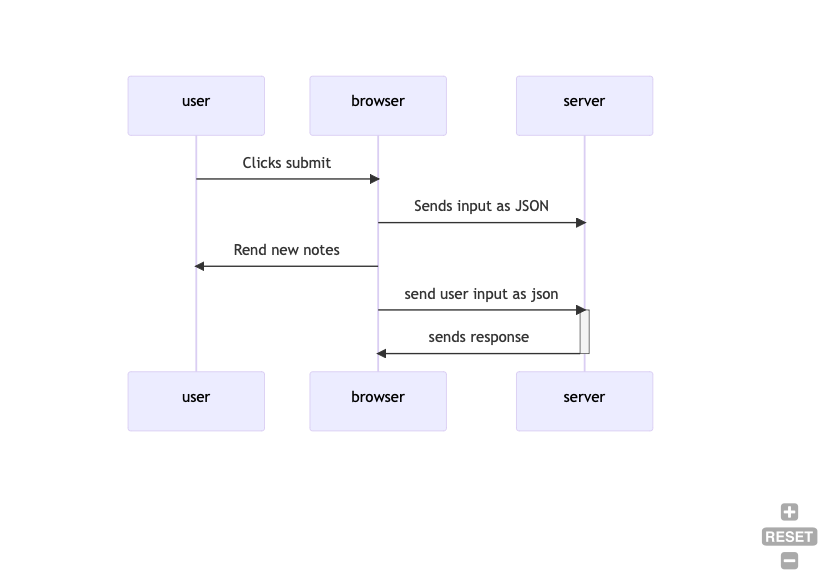 user browser server
Clicks submit
Sends input as JSON
Rend new notes
send user input as json
sends response
user browser server
RESET